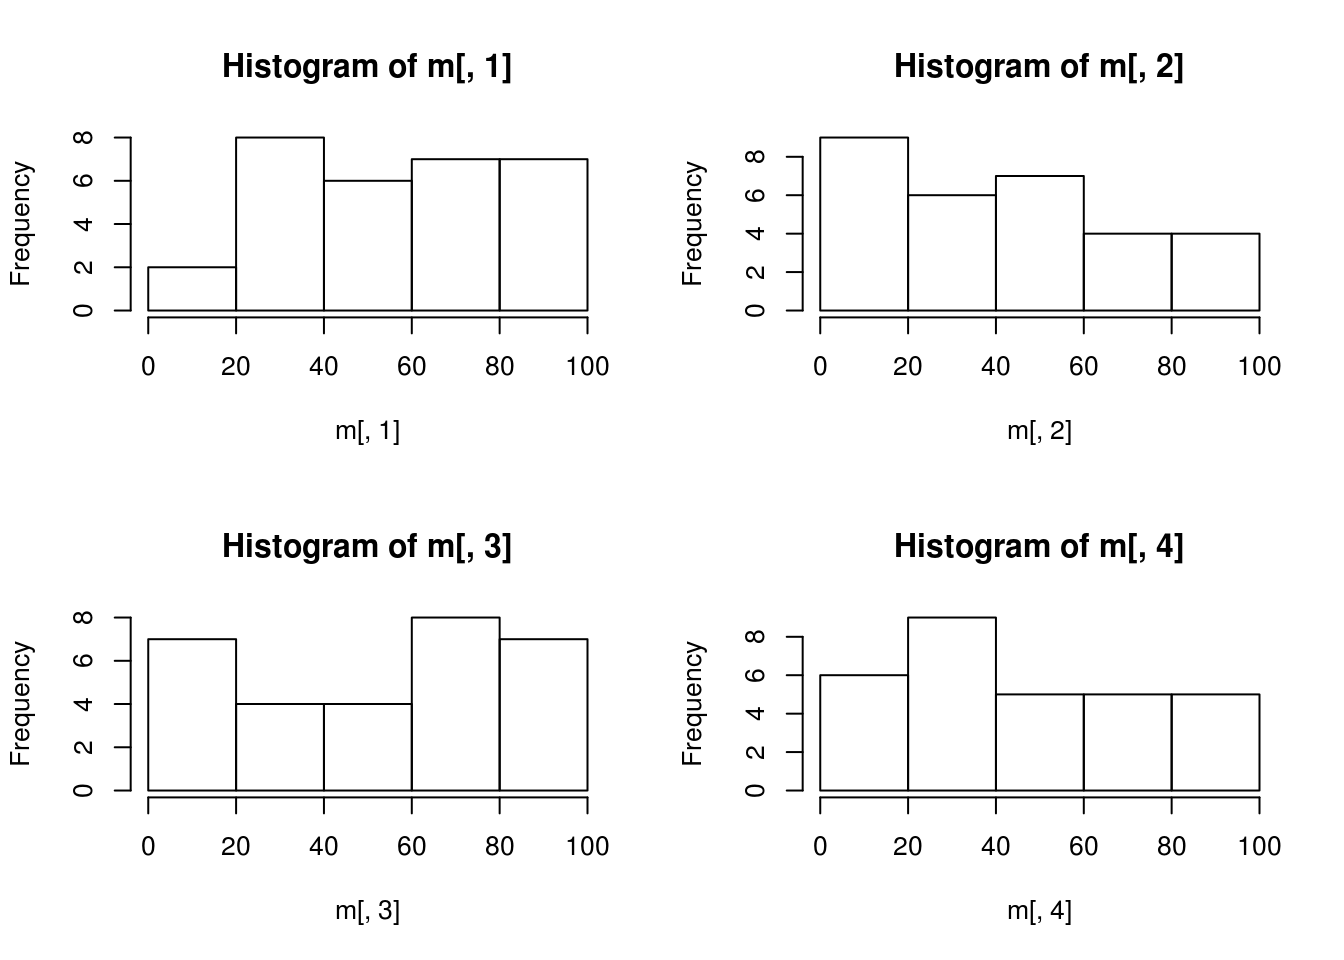 Histogram of m[, 1]
Frequency
8
6
4
2
0
0 20 40 60 80 100
m[, 1]
Histogram of m[, 2]
Frequency
8
6
4
2
0
0 20 40 60 80 100
m[, 2]
Histogram of m[, 3]
Frequency
8
6
4
2
0
0 20 40 60 80 100
m[, 3]
Histogram of m[, 4]
Frequency
8
6
4
2
0
0 20 40 60 80 100
m[, 4]